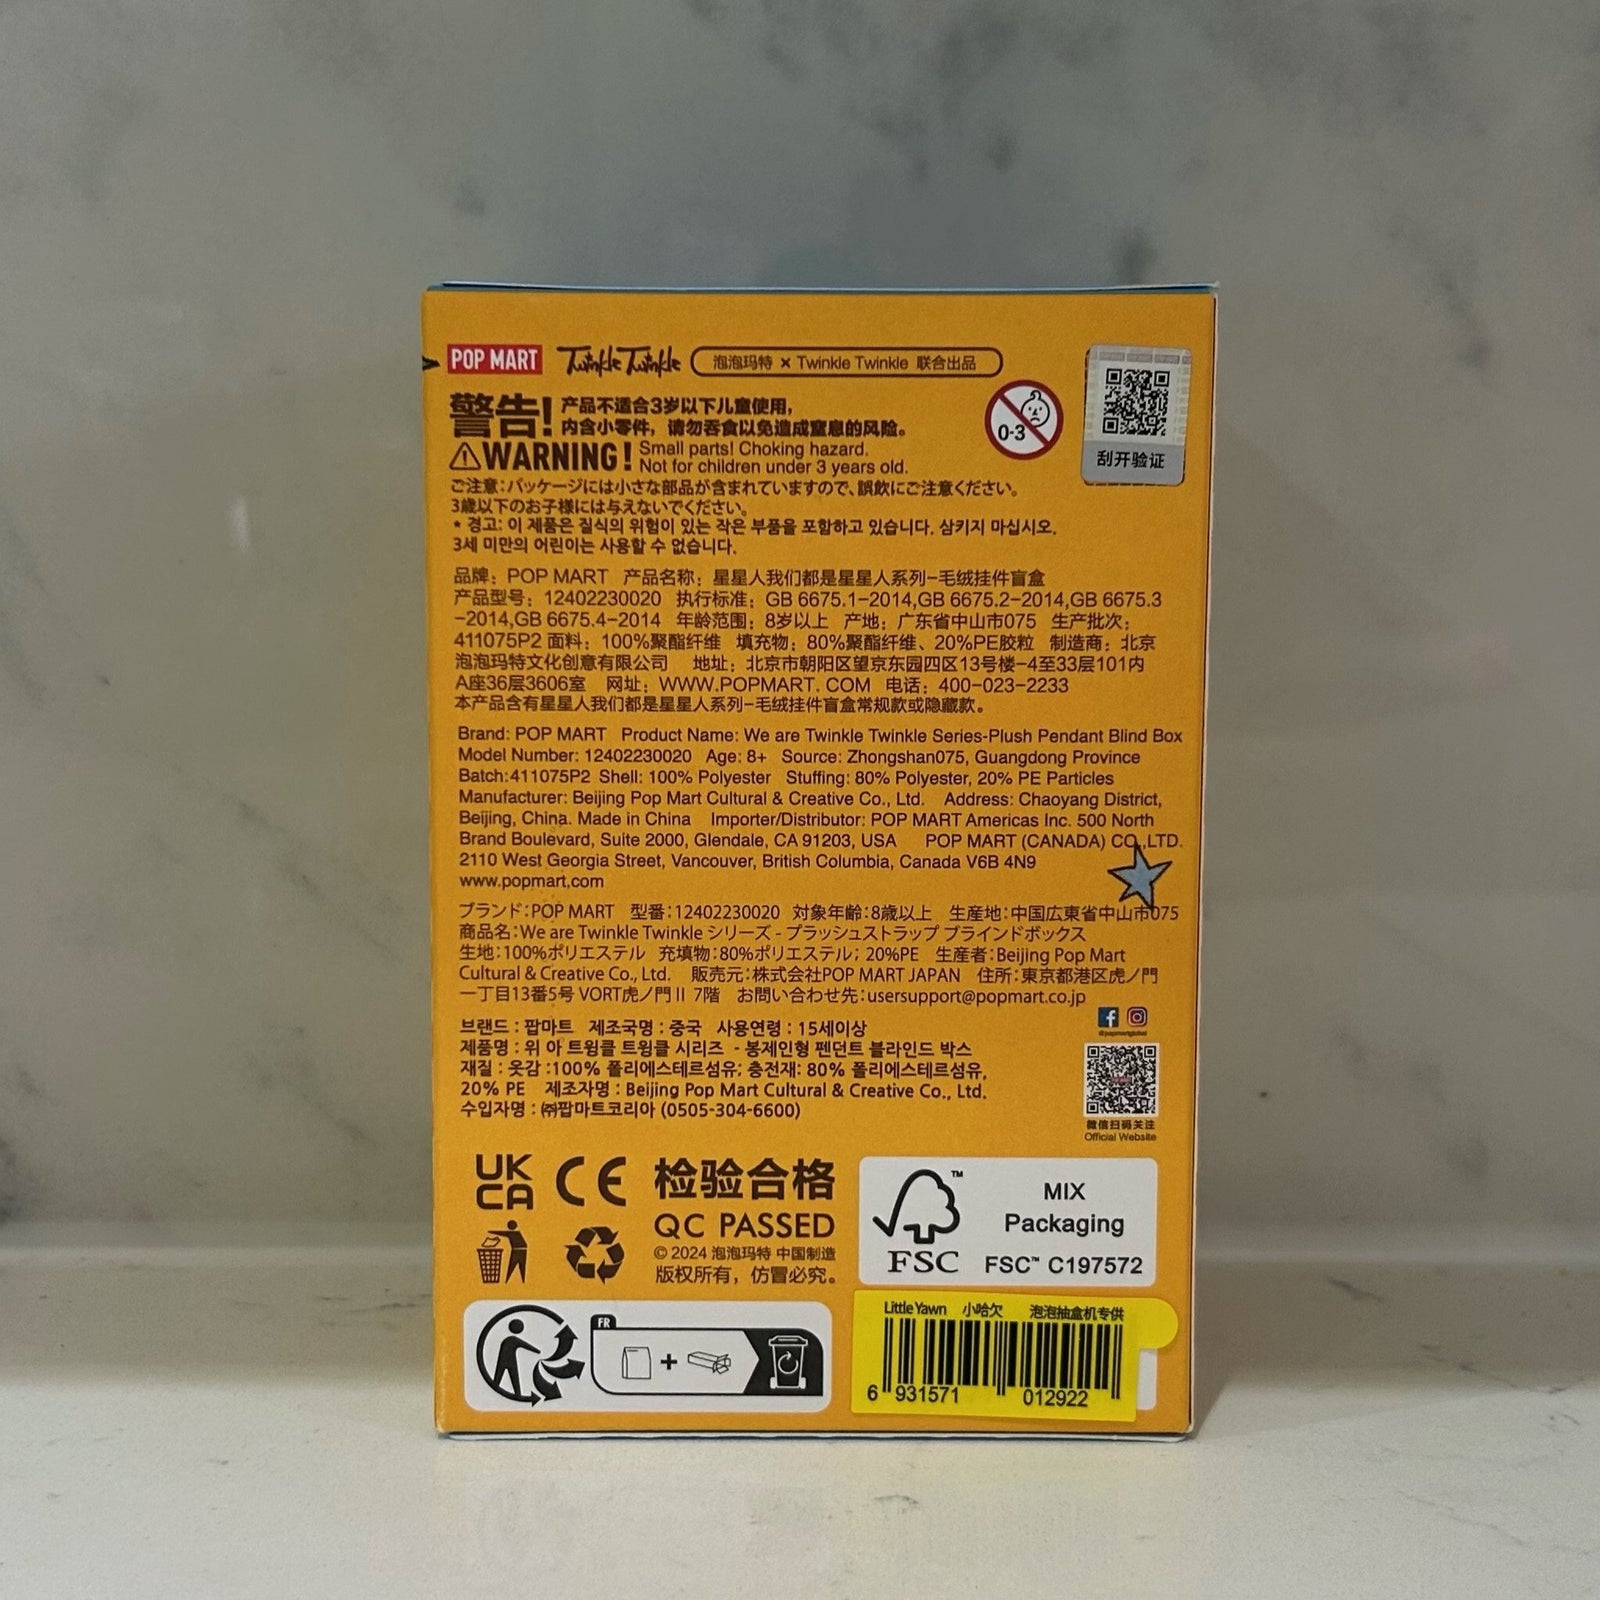 POP MART Twinkle Twinkle 泡泡玛特 × Twinkle Twinkle 联合出品
警告! 产品不适合3岁以下儿童使用，
内含小零件，请勿吞食以免造成窒息的风险。
0-3
刮开验证
WARNING! Small parts! Choking hazard.
Not for children under 3 years old.
ご注意：パッケージには小さな部品が含まれていますので、誤飲にご注意ください。
3歳以下のお子様には与えないでください。
* 경고: 이 제품은 질식의 위험이 있는 작은 부품을 포함하고 있습니다. 삼키지 마십시오.
3세 미만의 어린이는 사용할 수 없습니다.
品牌：POP MART 产品名称：星星人我们都是星星人系列-毛绒挂件盲盒
产品型号：12402230020 执行标准：GB 6675.1-2014,GB 6675.2-2014,GB 6675.3
-2014,GB 6675.4-2014 年龄范围：8岁以上 产地：广东省中山市075 生产批次：
411075P2 面料：100%聚酯纤维 填充物：80%聚酯纤维、20%PE胶粒 制造商：北京
泡泡玛特文化创意有限公司 地址：北京市朝阳区望京东园四区13号楼-4至33层101内
A座36层3606室 网址：WWW.POPMART. COM 电话：400-023-2233
本产品含有星星人我们都是星星人系列-毛绒挂件盲盒常规款或隐藏款。
Brand: POP MART Product Name: We are Twinkle Twinkle Series-Plush Pendant Blind Box
Model Number: 12402230020 Age: 8+ Source: Zhongshan075, Guangdong Province
Batch:411075P2 Shell: 100% Polyester Stuffing: 80% Polyester, 20% PE Particles
Manufacturer: Beijing Pop Mart Cultural & Creative Co., Ltd. Address: Chaoyang District,
Beijing, China. Made in China Importer/Distributor: POP MART Americas Inc. 500 North
Brand Boulevard, Suite 2000, Glendale, CA 91203, USA POP MART (CANADA) CO.,LTD.
2110 West Georgia Street, Vancouver, British Columbia, Canada V6B 4N9
www.popmart.com
ブランド：POP MART 型番：12402230020 対象年齢：8歳以上 生産地：中国広東省中山市075
商品名：We are Twinkle Twinkle シリーズ - プラッシュストラップ ブラインドボックス
生地：100%ポリエステル 充填物：80%ポリエステル；20%PE 生産者：Beijing Pop Mart
Cultural & Creative Co., Ltd. 販売元：株式会社POP MART JAPAN 住所：東京都港区虎ノ門
一丁目13番5号 VORT虎ノ門Ⅱ 7階 お問い合わせ先：usersupport@popmart.co.jp
브랜드 : 팝마트 제조국명 : 중국 사용연령 : 15세이상
제품명 : 위 아 트윙클 트윙클 시리즈 - 봉제인형 펜던트 블라인드 박스
재질 : 옷감 :100% 폴리에스테르섬유; 충전재: 80% 폴리에스테르섬유,
20% PE 제조자명 : Beijing Pop Mart Cultural & Creative Co., Ltd.
수입자명 : ㈜팝마트코리아 (0505-304-6600)
@popmartglobal
微信扫码关注
Official Website
UK
CA
CE
检验合格
QC PASSED
© 2024 泡泡玛特 中国制造
版权所有，仿冒必究。
FSC™
MIX
Packaging
FSC™ C197572
FR
+
Little Yawn 小哈欠 泡泡抽盒机专供
6 931571 012922